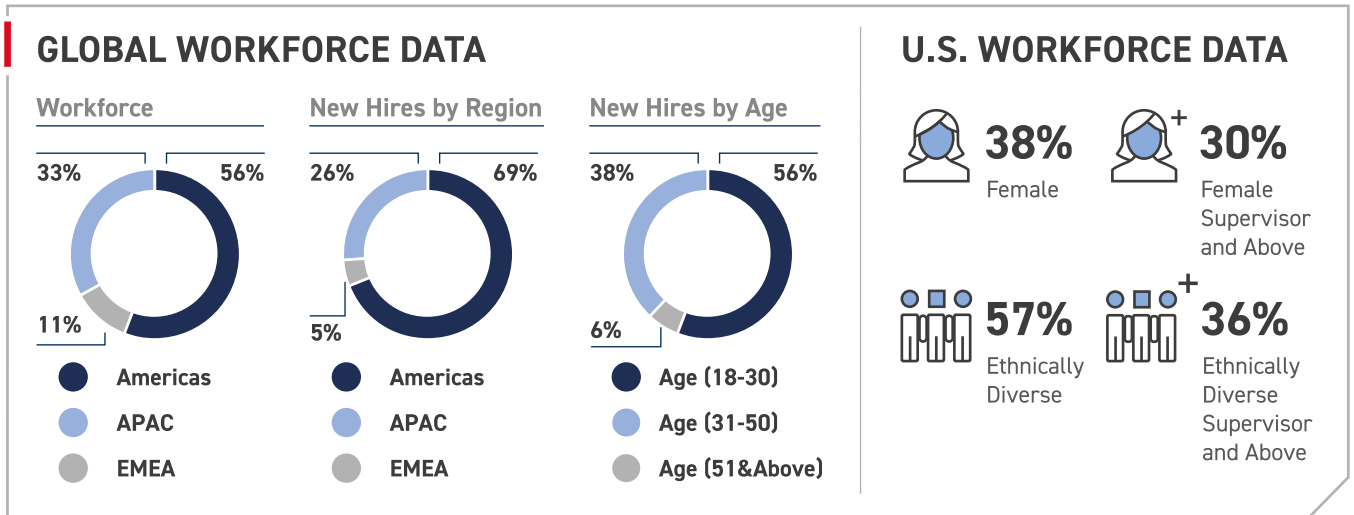 GLOBAL WORKFORCE DATA
Workforce
33%
56%
11%
Americas
APAC
EMEA
New Hires by Region
26%
69%
5%
Americas
APAC
EMEA
New Hires by Age
38%
56%
6%
Age (18-30)
Age (31-50)
Age (51&Above)
U.S. WORKFORCE DATA
38%
Female
+
30%
Female
Supervisor
and Above
57%
Ethnically
Diverse
+
36%
Ethnically
Diverse
Supervisor
and Above